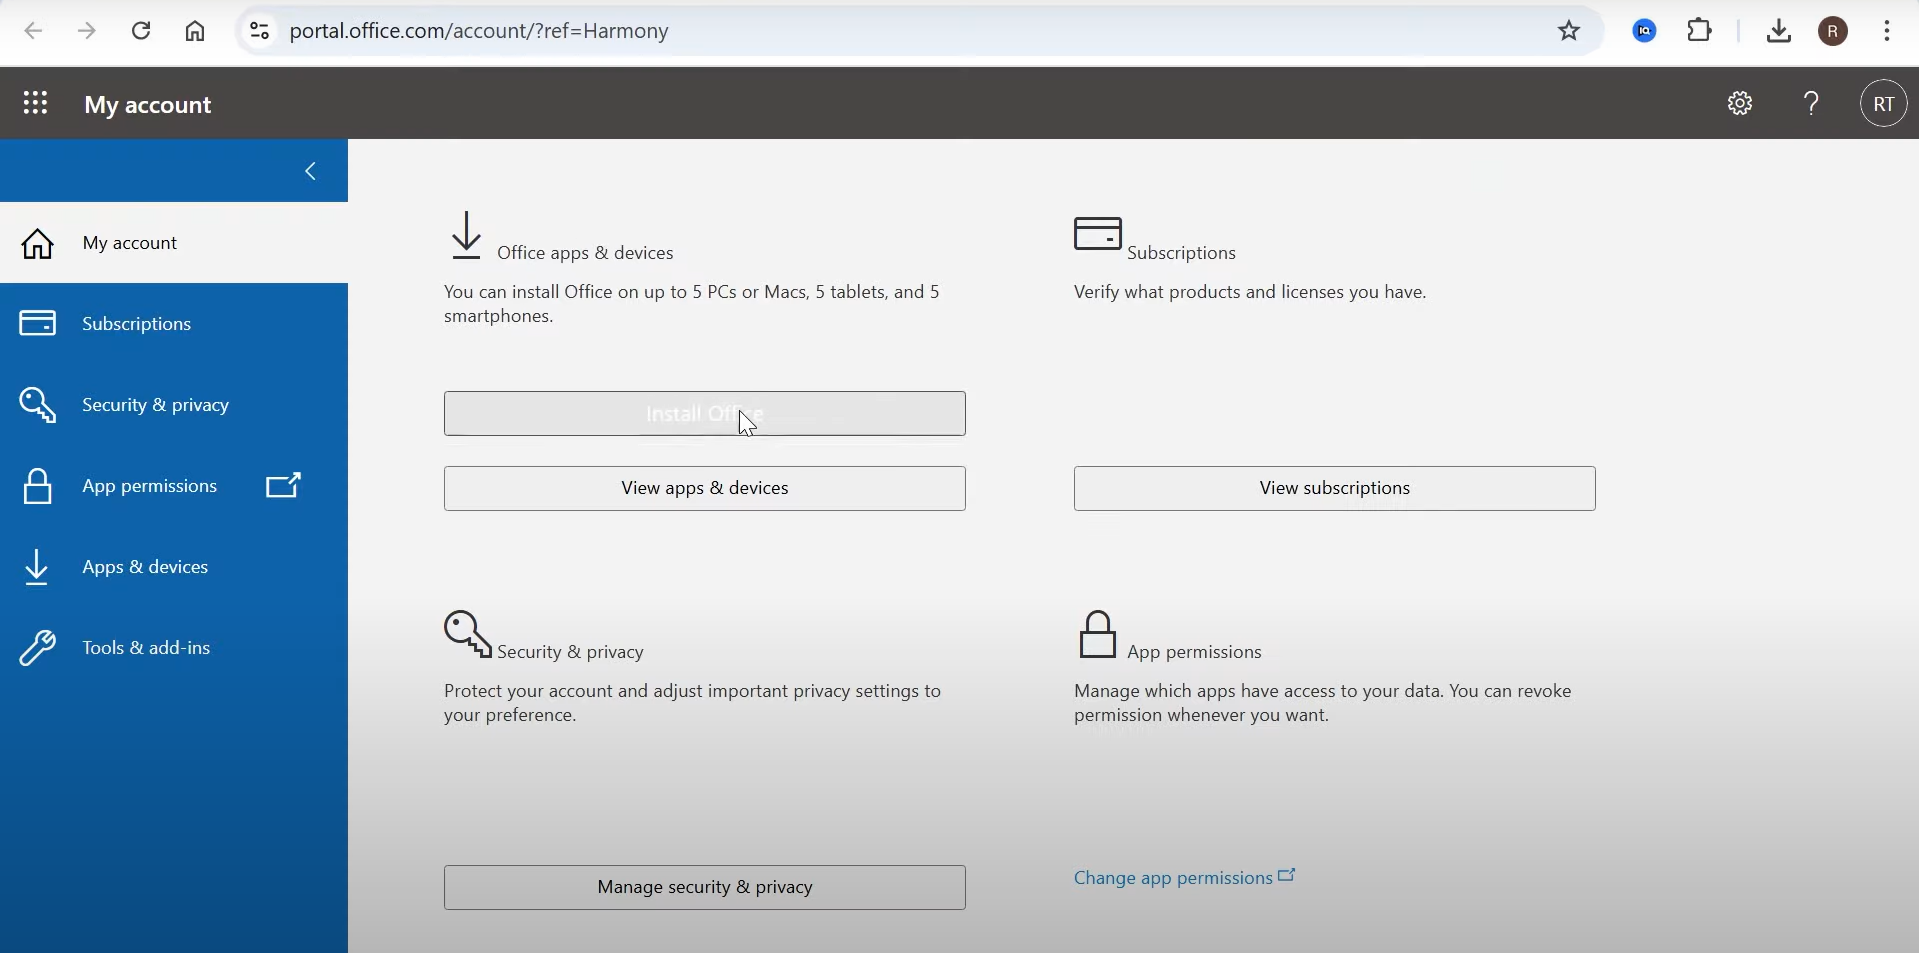 portal.office.com/account/?ref=Harmony
IQ
R
My account
?
RT
My account
Subscriptions
Security & privacy
App permissions
Apps & devices
Tools & add-ins
Office apps & devices
You can install Office on up to 5 PCs or Macs, 5 tablets, and 5
smartphones.
Install Office
View apps & devices
Subscriptions
Verify what products and licenses you have.
View subscriptions
Security & privacy
Protect your account and adjust important privacy settings to
your preference.
Manage security & privacy
App permissions
Manage which apps have access to your data. You can revoke
permission whenever you want.
Change app permissions